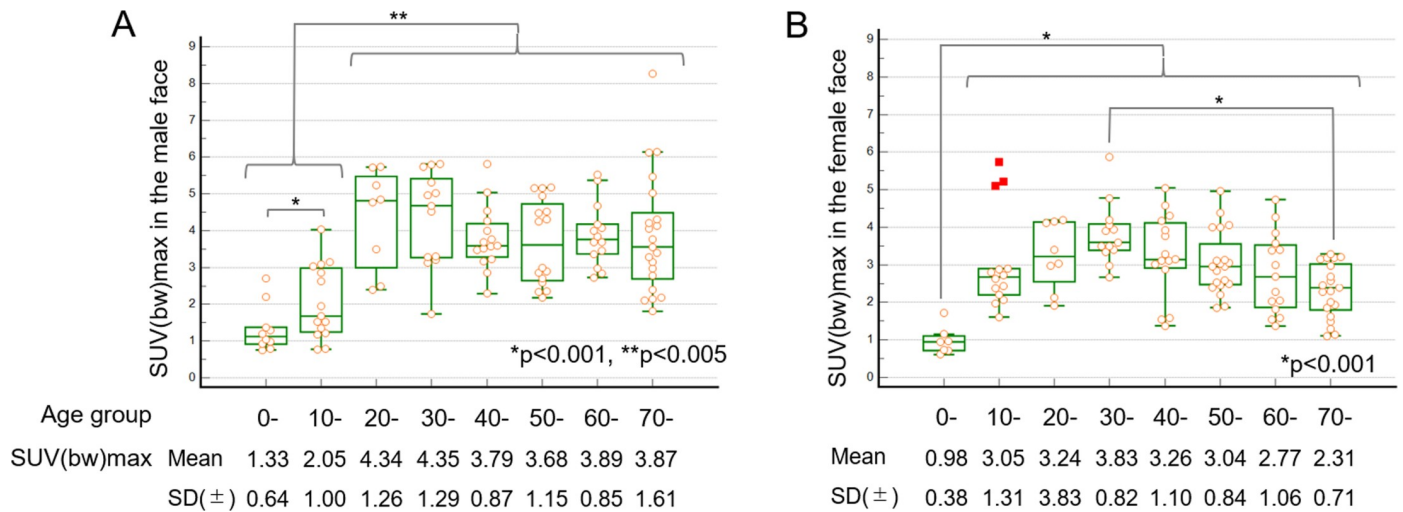 A
B
**
*
*
*
SUV(bw)max in the male face
9
8
7
6
5
4
3
2
1
0
*p<0.001, **p<0.005
SUV(bw)max in the female face
9
8
7
6
5
4
3
2
1
0
*p<0.001
Age group 0- 10- 20- 30- 40- 50- 60- 70-
SUV(bw)max Mean 1.33 2.05 4.34 4.35 3.79 3.68 3.89 3.87
SD(±) 0.64 1.00 1.26 1.29 0.87 1.15 0.85 1.61
0- 10- 20- 30- 40- 50- 60- 70-
Mean 0.98 3.05 3.24 3.83 3.26 3.04 2.77 2.31
SD(±) 0.38 1.31 3.83 0.82 1.10 0.84 1.06 0.71